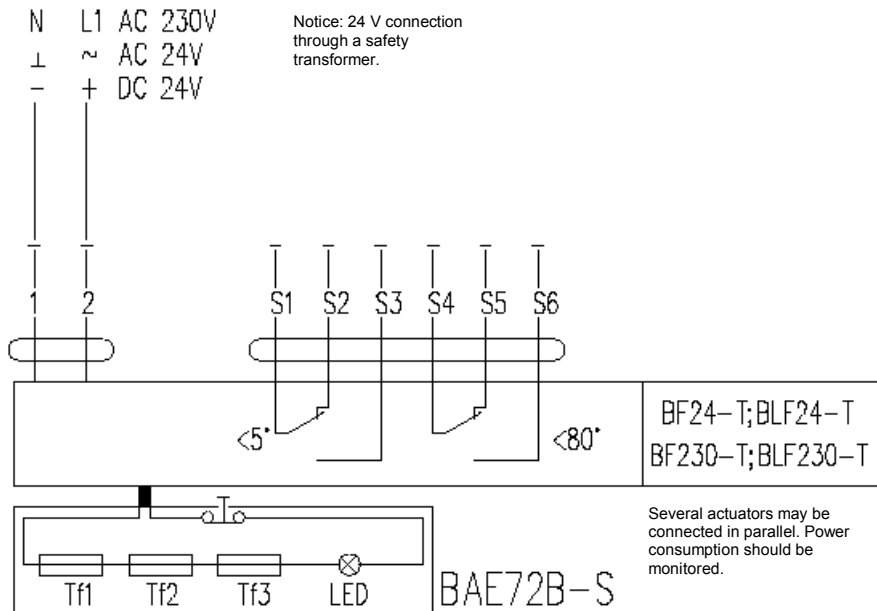 N L1 AC 230V
⊥ ~ AC 24V
− + DC 24V
Notice: 24 V connection
through a safety
transformer.
1 2 S1 S2 S3 S4 S5 S6
<5° <80°
BF24-T;BLF24-T
BF230-T;BLF230-T
Several actuators may be
connected in parallel. Power
consumption should be
monitored.
Tf1 Tf2 Tf3 LED
BAE72B-S